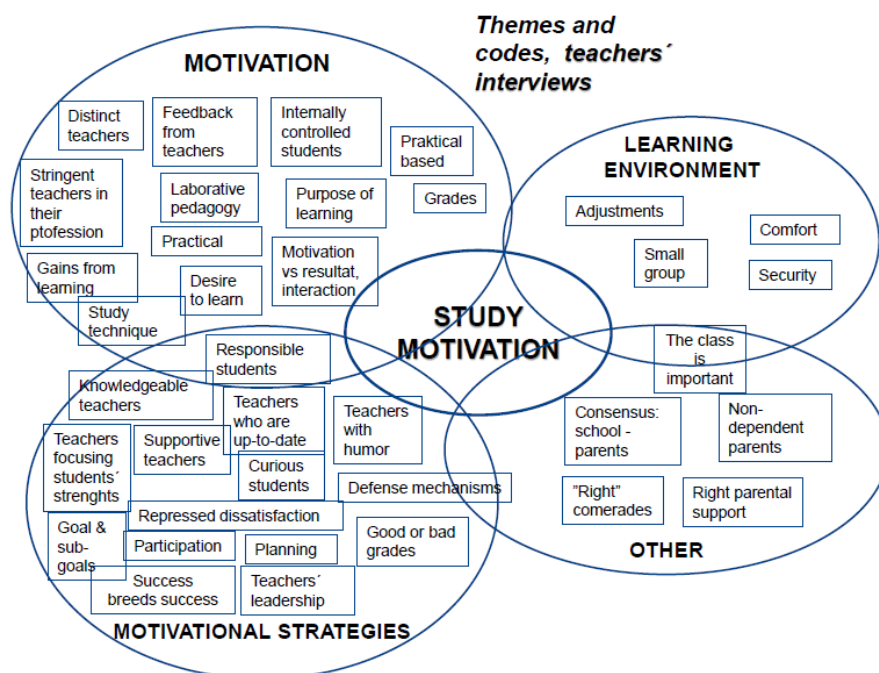 Themes and
codes, teachers´
interviews
MOTIVATION
Distinct
teachers
Feedback
from
teachers
Internally
controlled
students
Praktical
based
Stringent
teachers in
their
ptofession
Laborative
pedagogy
Purpose of
learning
Grades
Practical
Gains from
learning
Desire
to learn
Motivation
vs resultat,
interaction
Study
technique
LEARNING
ENVIRONMENT
Adjustments
Comfort
Small
group
Security
STUDY
MOTIVATION
Responsible
students
Knowledgeable
teachers
Teachers
who are
up-to-date
Teachers
with
humor
Teachers
focusing
students´
strenghts
Supportive
teachers
Curious
students
Defense mechanisms
Repressed dissatisfaction
Goal &
sub-
goals
Participation
Planning
Good or bad
grades
Success
breeds success
Teachers´
leadership
MOTIVATIONAL STRATEGIES
The class
is
important
Consensus:
school -
parents
Non-
dependent
parents
”Right”
comerades
Right parental
support
OTHER